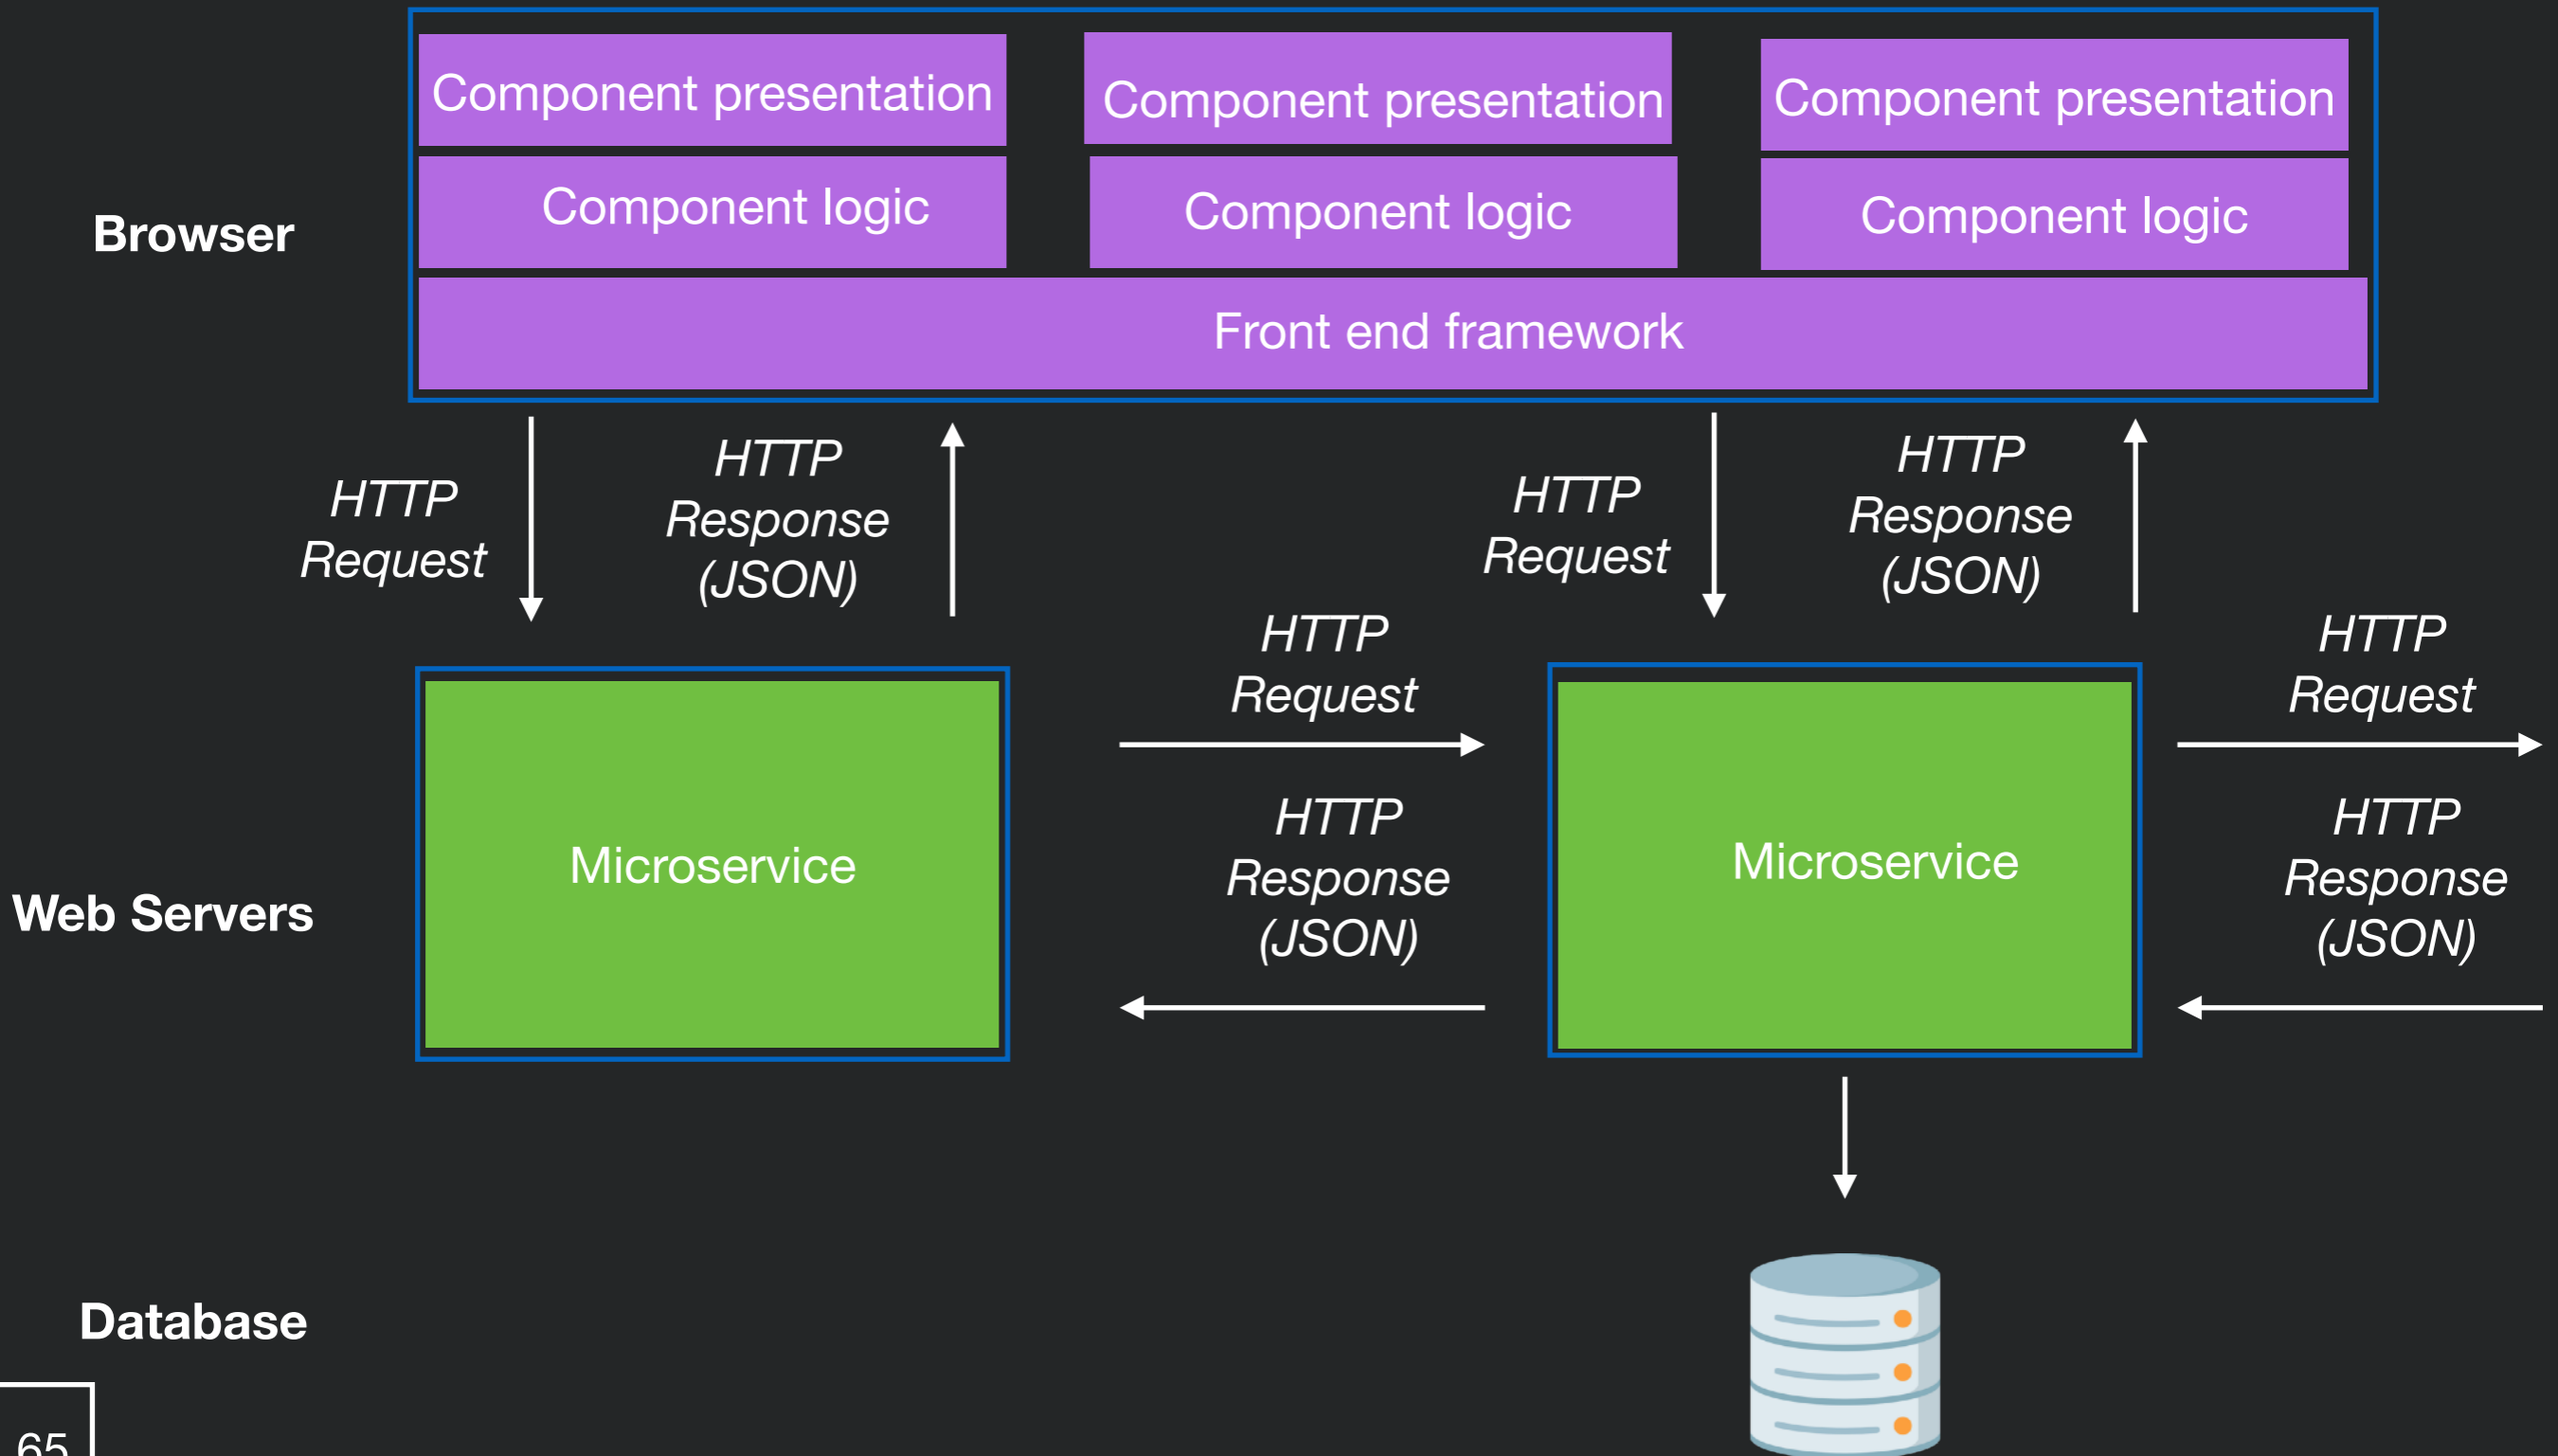 Component presentation
Component presentation
Component presentation
Component logic
Component logic
Component logic
Browser
Front end framework
HTTP
Request
HTTP
Response
(JSON)
HTTP
Request
HTTP
Response
(JSON)
HTTP
Request
HTTP
Request
Microservice
HTTP
Response
(JSON)
Microservice
HTTP
Response
(JSON)
Web Servers
Database
65